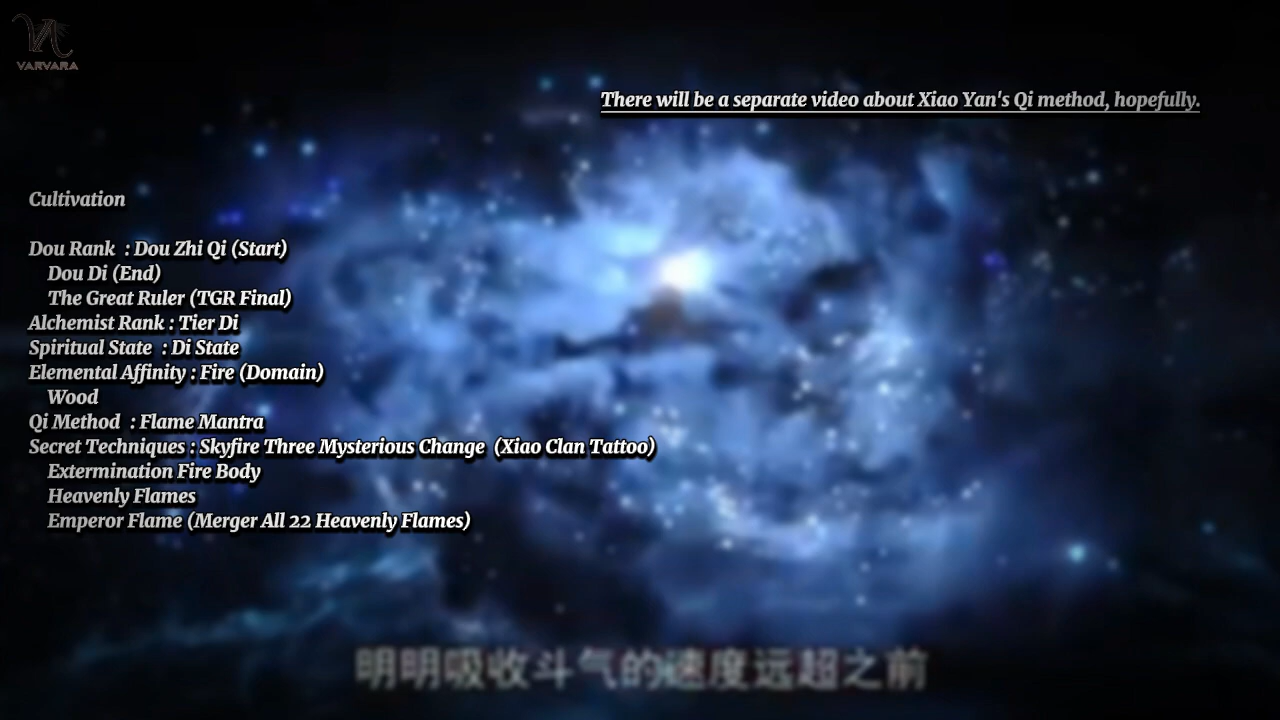 VARVARA
There will be a separate video about Xiao Yan's Qi method, hopefully.
Cultivation
Dou Rank : Dou Zhi Qi (Start)
Dou Di (End)
The Great Ruler (TGR Final)
Alchemist Rank : Tier Di
Spiritual State : Di State
Elemental Affinity : Fire (Domain)
Wood
Qi Method : Flame Mantra
Secret Techniques : Skyfire Three Mysterious Change (Xiao Clan Tattoo)
Extermination Fire Body
Heavenly Flames
Emperor Flame (Merger All 22 Heavenly Flames)
明明吸收斗气的速度远超之前